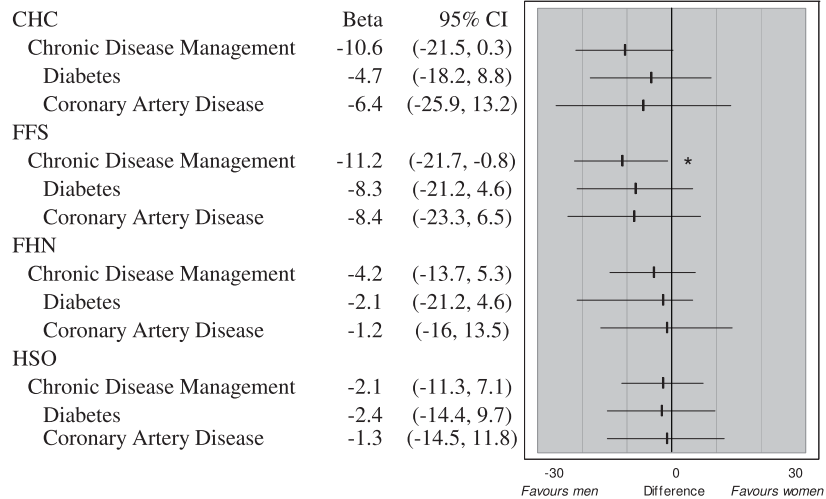 CHC Beta 95% CI
Chronic Disease Management -10.6 (-21.5, 0.3)
Diabetes -4.7 (-18.2, 8.8)
Coronary Artery Disease -6.4 (-25.9, 13.2)
FFS
Chronic Disease Management -11.2 (-21.7, -0.8) *
Diabetes -8.3 (-21.2, 4.6)
Coronary Artery Disease -8.4 (-23.3, 6.5)
FHN
Chronic Disease Management -4.2 (-13.7, 5.3)
Diabetes -2.1 (-21.2, 4.6)
Coronary Artery Disease -1.2 (-16, 13.5)
HSO
Chronic Disease Management -2.1 (-11.3, 7.1)
Diabetes -2.4 (-14.4, 9.7)
Coronary Artery Disease -1.3 (-14.5, 11.8)
-30 0 30
Favours men Difference Favours women